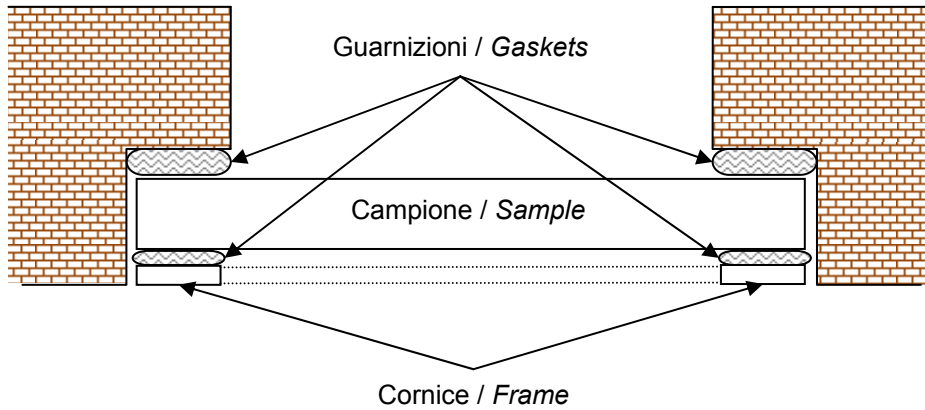 Guarnizioni / Gaskets
Campione / Sample
Cornice / Frame